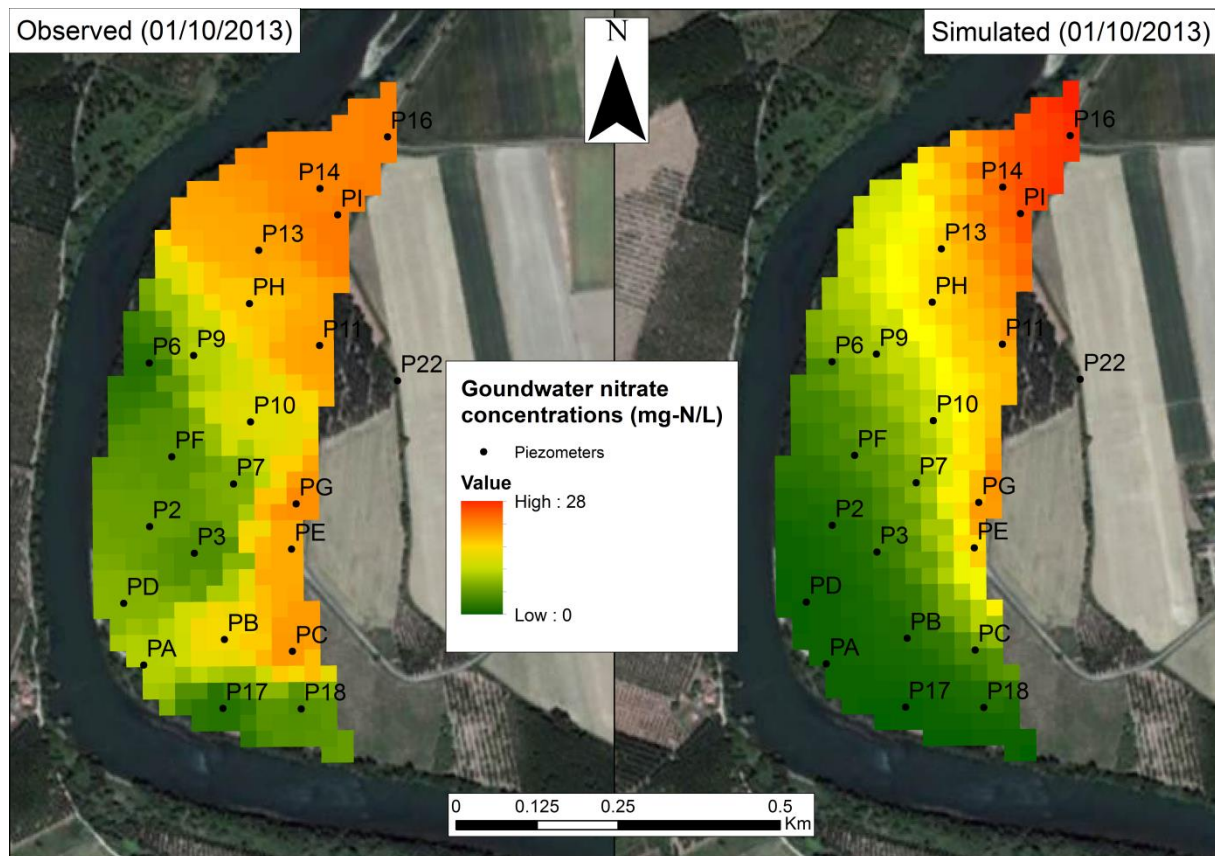 Observed (01/10/2013)
N
Simulated (01/10/2013)
P16
P14
PI
P13
PH
P11
P6
P9
P22
P10
PF
P7
PG
P2
P3
PE
PD
PB
PC
PA
P17
P18
Goundwater nitrate
concentrations (mg-N/L)
Piezometers
Value
High : 28
Low : 0
P16
P14
PI
P13
PH
P11
P6
P9
P22
P10
PF
P7
PG
P2
P3
PE
PD
PB
PC
PA
P17
P18
0 0.125 0.25 0.5
Km